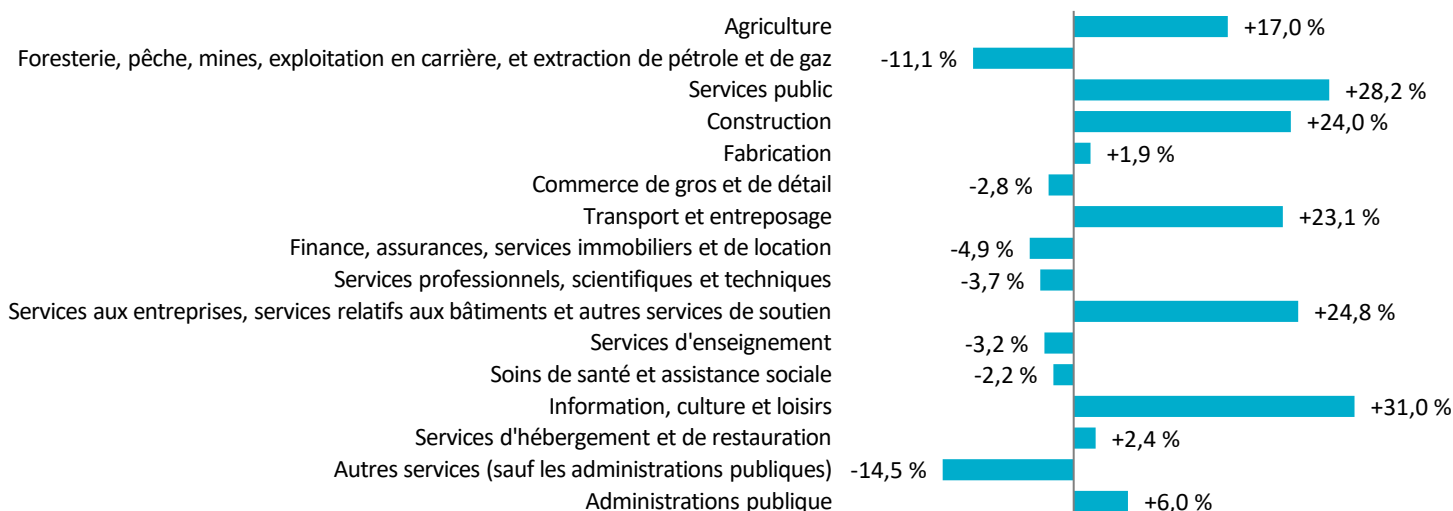 Agriculture +17,0 %
Foresterie, pêche, mines, exploitation en carrière, et extraction de pétrole et de gaz -11,1 %
Services public +28,2 %
Construction +24,0 %
Fabrication +1,9 %
Commerce de gros et de détail -2,8 %
Transport et entreposage +23,1 %
Finance, assurances, services immobiliers et de location -4,9 %
Services professionnels, scientifiques et techniques -3,7 %
Services aux entreprises, services relatifs aux bâtiments et autres services de soutien +24,8 %
Services d'enseignement -3,2 %
Soins de santé et assistance sociale -2,2 %
Information, culture et loisirs +31,0 %
Services d'hébergement et de restauration +2,4 %
Autres services (sauf les administrations publiques) -14,5 %
Administrations publique +6,0 %